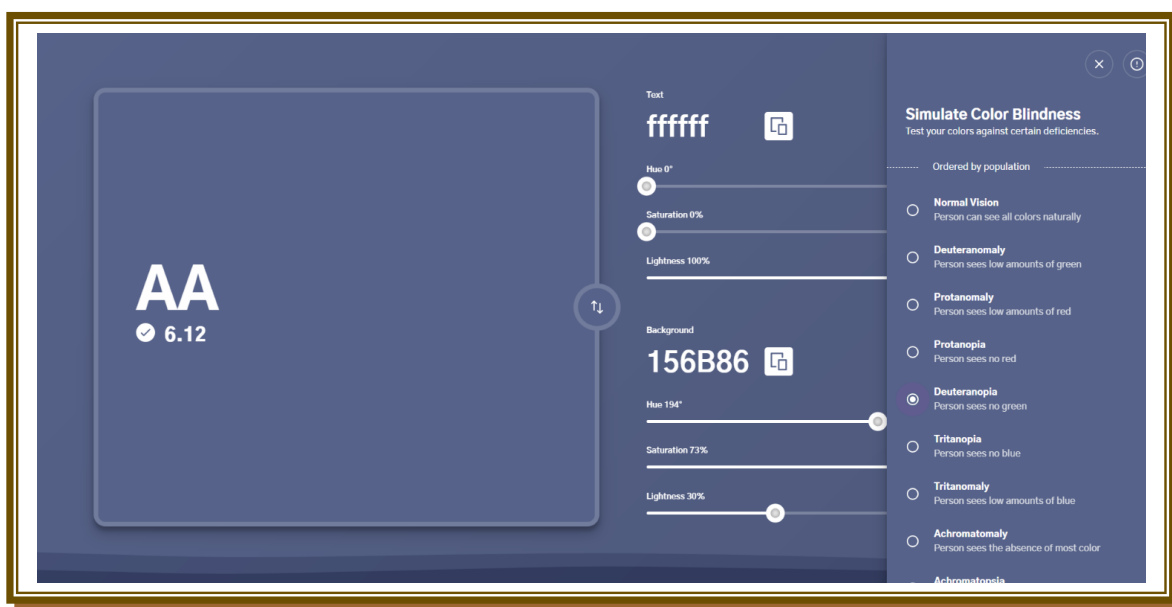 AA
6.12
Text
ffffff
Hue 0°
Saturation 0%
Lightness 100%
Background
156B86
Hue 194°
Saturation 73%
Lightness 30%
Simulate Color Blindness
Test your colors against certain deficiencies.
Ordered by population
Normal Vision
Person can see all colors naturally
Deuteranomaly
Person sees low amounts of green
Protanomaly
Person sees low amounts of red
Protanopia
Person sees no red
Deuteranopia
Person sees no green
Tritanopia
Person sees no blue
Tritanomaly
Person sees low amounts of blue
Achromatomaly
Person sees the absence of most color
Achromatopsia